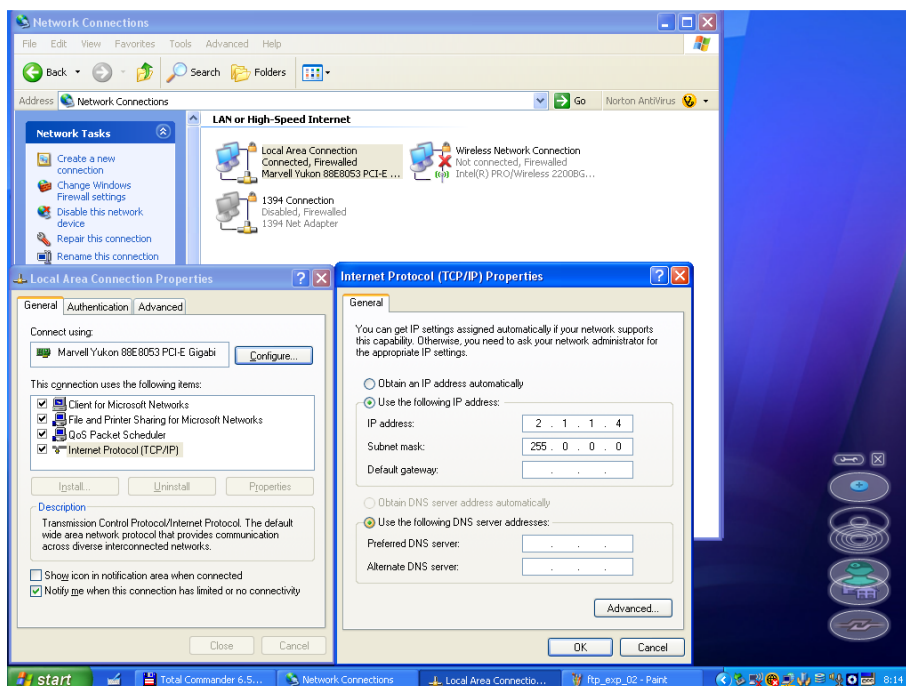 Network Connections
File Edit View Favorites Tools Advanced Help
Back Search Folders
Address Network Connections Go Norton AntiVirus
Network Tasks
Create a new
connection
Change Windows
Firewall settings
Disable this network
device
Repair this connection
Rename this connection
LAN or High-Speed Internet
Local Area Connection
Connected, Firewalled
Marvell Yukon 88E8053 PCI-E ...
Wireless Network Connection
Not connected, Firewalled
Intel(R) PRO/Wireless 2200BG...
1394 Connection
Disabled, Firewalled
1394 Net Adapter
Local Area Connection Properties
General Authentication Advanced
Connect using:
Marvell Yukon 88E8053 PCI-E Gigabi Configure...
This connection uses the following items:
Client for Microsoft Networks
File and Printer Sharing for Microsoft Networks
QoS Packet Scheduler
Internet Protocol (TCP/IP)
Install... Uninstall Properties
Description
Transmission Control Protocol/Internet Protocol. The default
wide area network protocol that provides communication
across diverse interconnected networks.
Show icon in notification area when connected
Notify me when this connection has limited or no connectivity
Close Cancel
Internet Protocol (TCP/IP) Properties
General
You can get IP settings assigned automatically if your network supports
this capability. Otherwise, you need to ask your network administrator for
the appropriate IP settings.
Obtain an IP address automatically
Use the following IP address:
IP address: 2 . 1 . 1 . 4
Subnet mask: 255 . 0 . 0 . 0
Default gateway: . . .
Obtain DNS server address automatically
Use the following DNS server addresses:
Preferred DNS server: . . .
Alternate DNS server: . . .
Advanced...
OK Cancel
start Total Commander 6.5... Network Connections Local Area Connectio... ftp_exp_02 - Paint 8:14